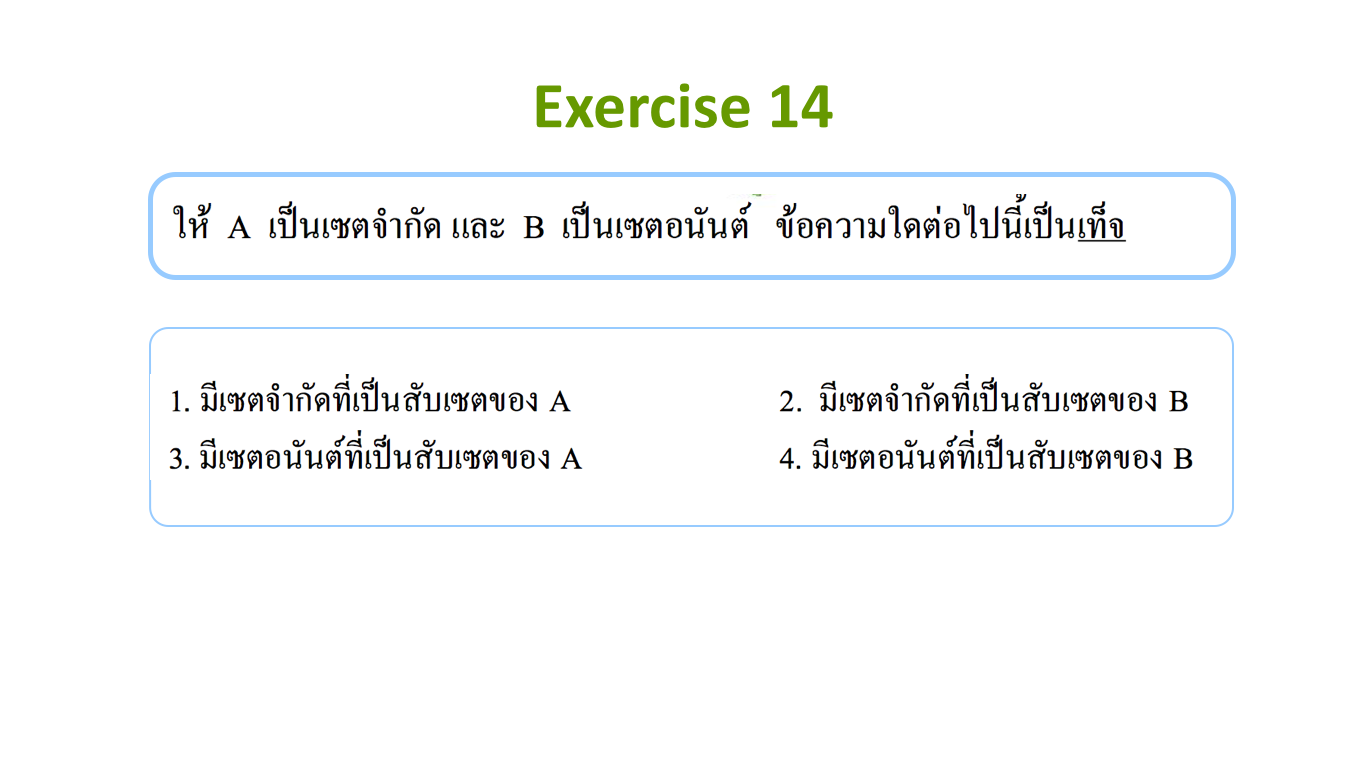 Exercise 14
ให้ A เป็นเซตจำกัด และ B เป็นเซตอนันต์ ข้อความใดต่อไปนี้เป็นเท็จ
1. มีเซตจำกัดที่เป็นสับเซตของ A 2. มีเซตจำกัดที่เป็นสับเซตของ B
3. มีเซตอนันต์ที่เป็นสับเซตของ A 4. มีเซตอนันต์ที่เป็นสับเซตของ B